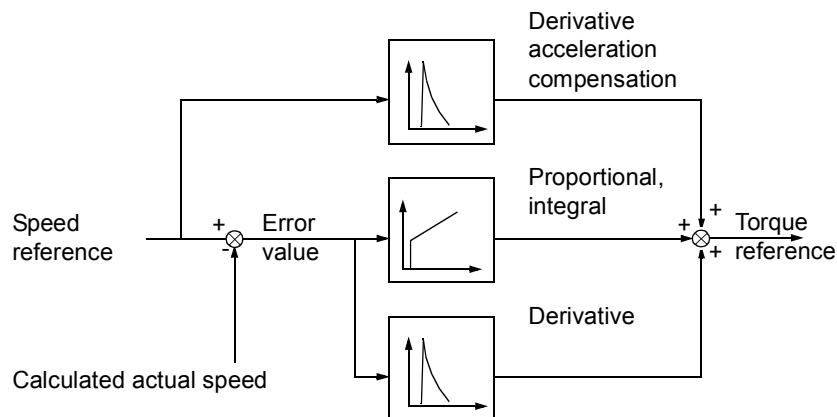 Derivative
acceleration
compensation
Proportional,
integral
Speed
reference
+
-
Error
value
+
+
+
Torque
reference
Derivative
Calculated actual speed